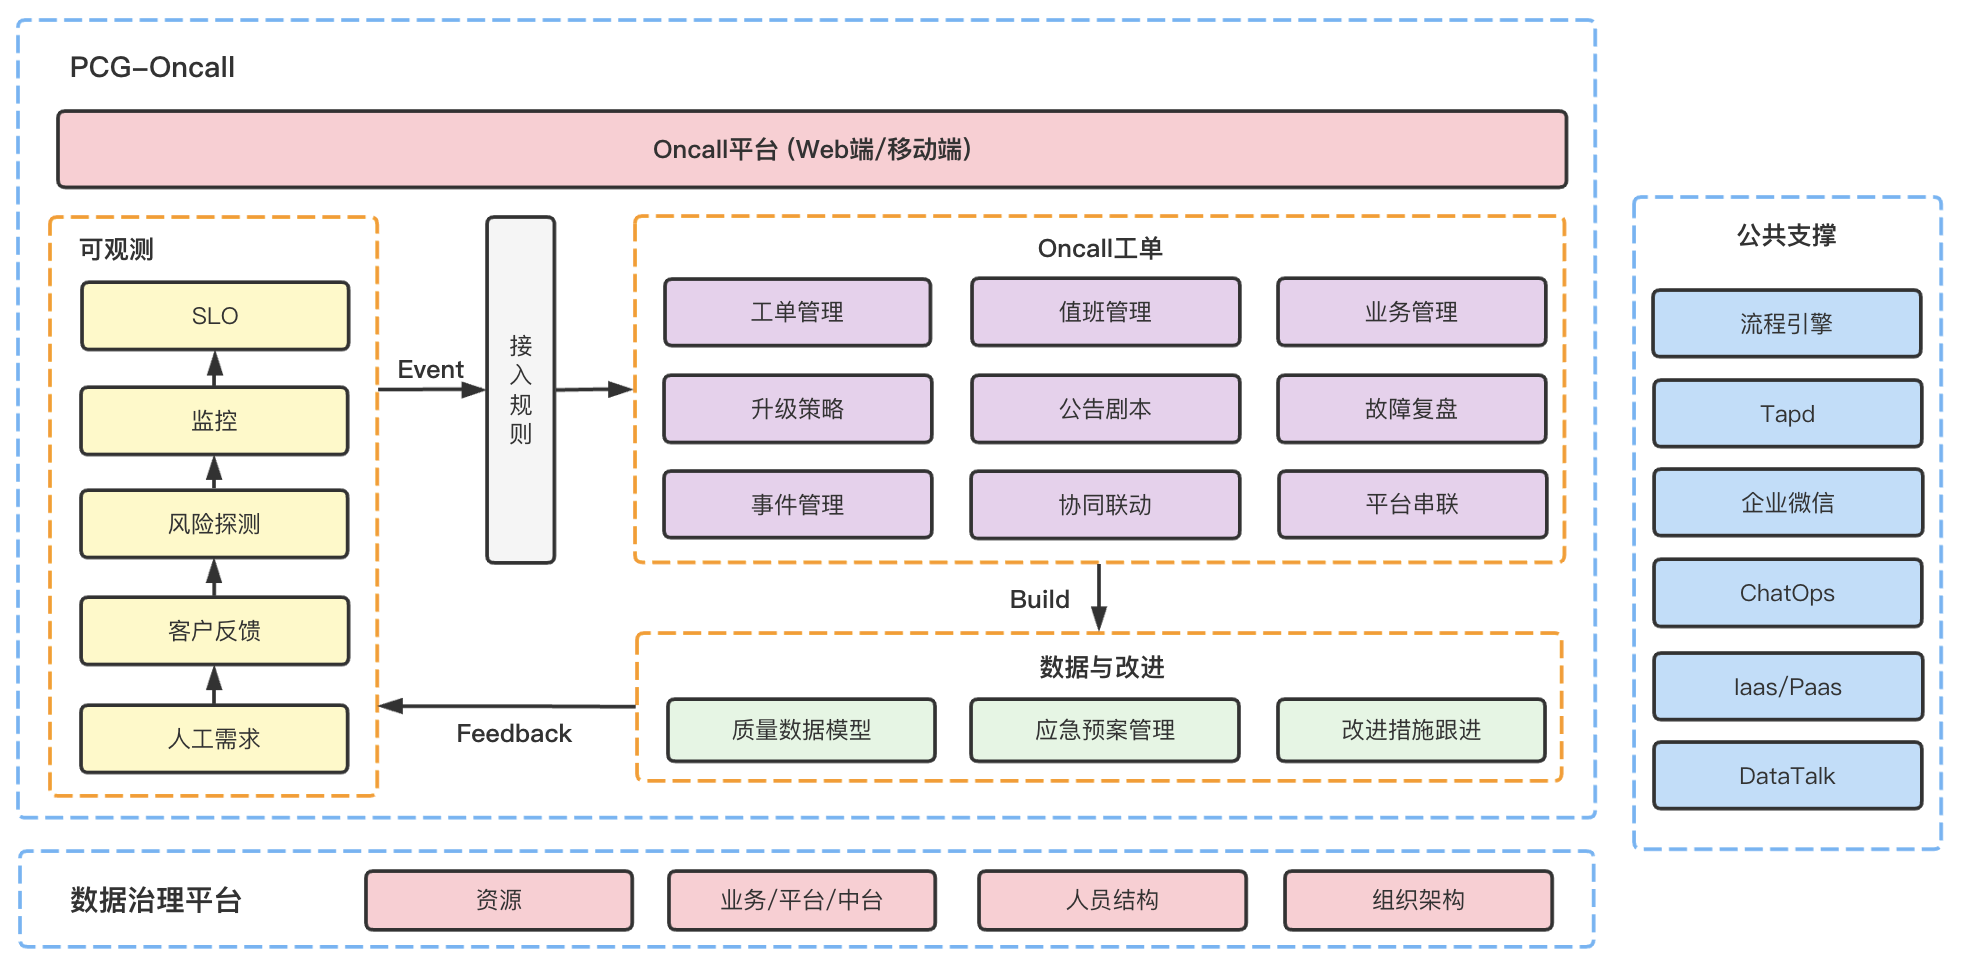 PCG-Oncall
Oncall平台 (Web端/移动端)
可观测
SLO
监控
风险探测
客户反馈
人工需求
Event
接
入
规
则
Oncall工单
工单管理
值班管理
业务管理
升级策略
公告剧本
故障复盘
事件管理
协同联动
平台串联
Build
数据与改进
质量数据模型
应急预案管理
改进措施跟进
Feedback
公共支撑
流程引擎
Tapd
企业微信
ChatOps
Iaas/Paas
DataTalk
数据治理平台
资源
业务/平台/中台
人员结构
组织架构